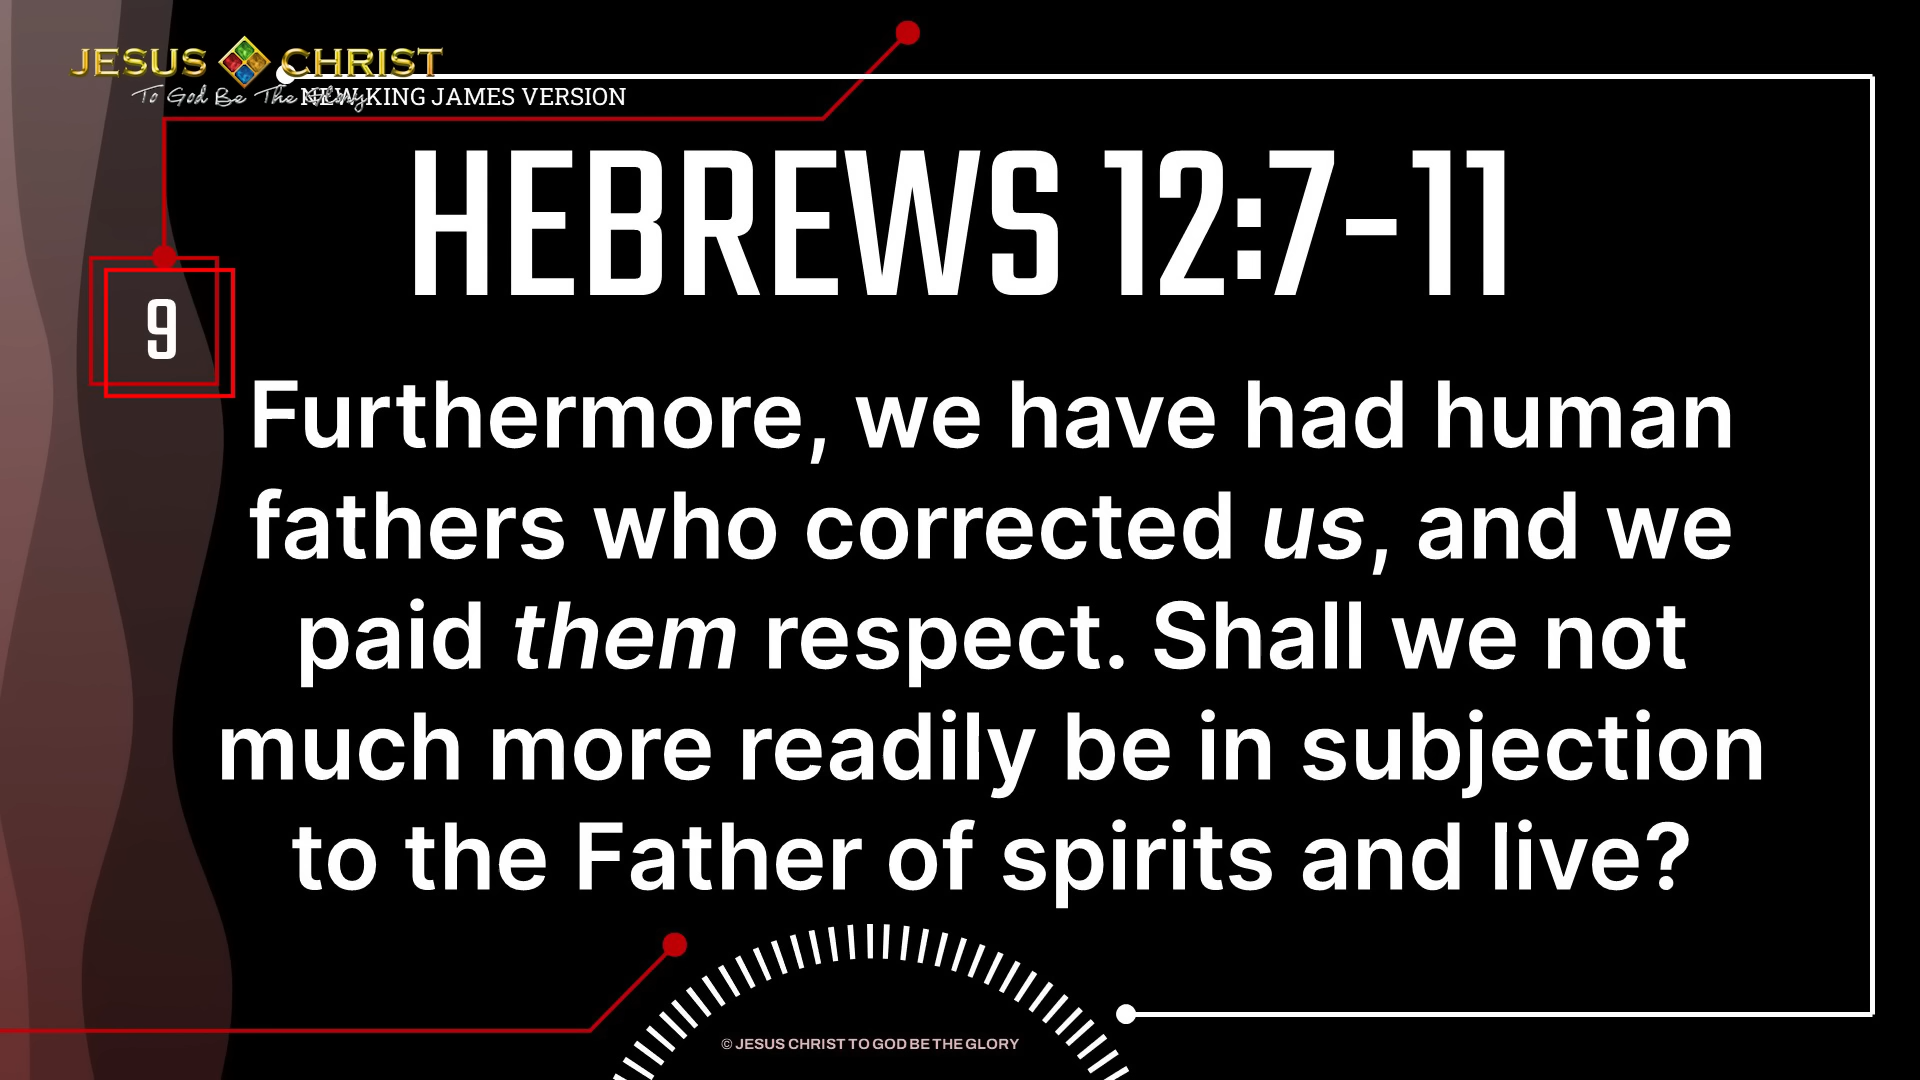 JESUS CHRIST
To God Be The Glory
NEW KING JAMES VERSION
HEBREWS 12:7-11
9
Furthermore, we have had human
fathers who corrected us, and we
paid them respect. Shall we not
much more readily be in subjection
to the Father of spirits and live?
© JESUS CHRIST TO GOD BE THE GLORY